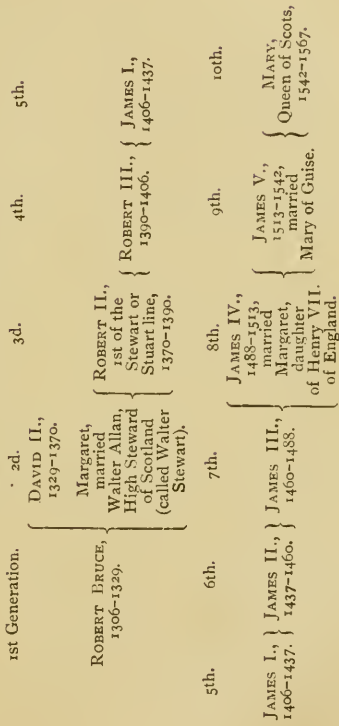 1st Generation.
2d.
3d.
4th.
5th.
ROBERT BRUCE,
1306–1329.
DAVID II.,
1329–1370.
Margaret,
married
Walter Allan,
High Steward
of Scotland
(called Walter
Stewart).
ROBERT II.,
1st of the
Stewart or
Stuart line,
1370–1390.
ROBERT III.,
1390–1406.
JAMES I.,
1406–1437.
5th.
6th.
7th.
8th.
9th.
10th.
JAMES I.,
1406–1437.
JAMES II.,
1437–1460.
JAMES III.,
1460–1488.
JAMES IV.,
1488–1513,
married
Margaret,
daughter
of Henry VII.
of England.
JAMES V.,
1513–1542,
married
Mary of Guise.
MARY,
Queen of Scots,
1542–1567.